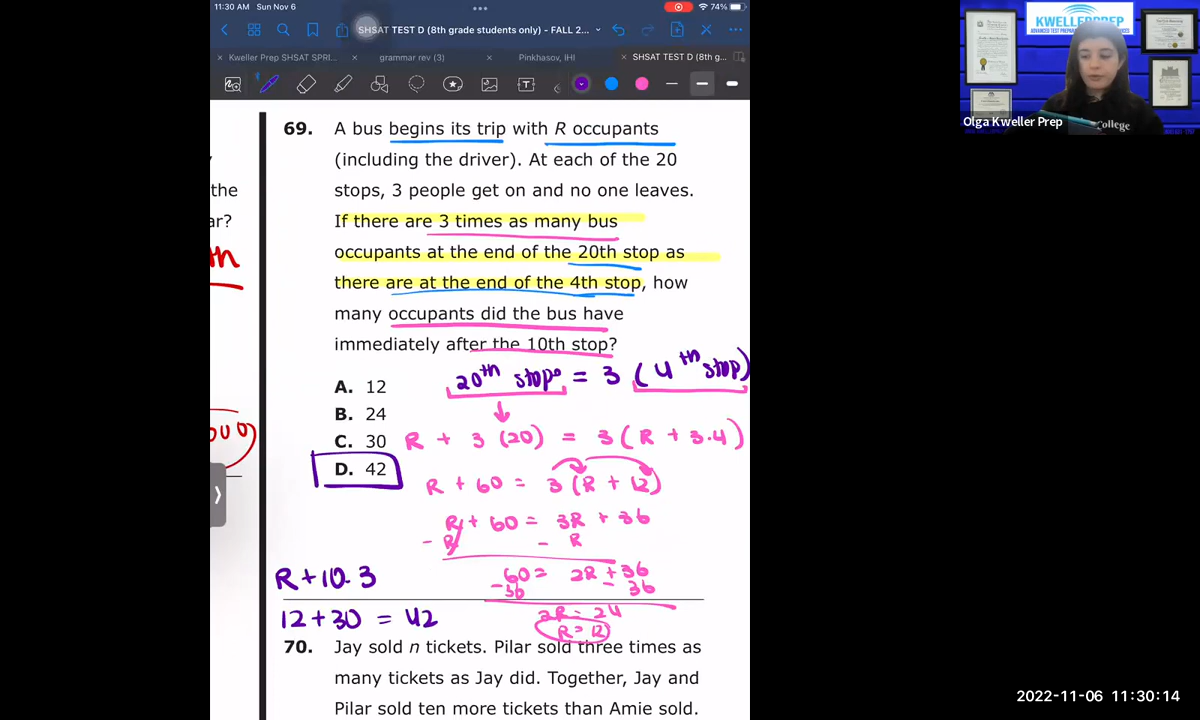 11:30 AM Sun Nov 6
74%
SHSAT TEST D (8th grade students only) - FALL 2...
Kweller Prep SHSAT SPRI...
grammar rev (3)
Pinkhasov, IHI
SHSAT TEST D (8th g...
KWELLERPREP
Olga Kweller Prep
College
the
ar?
th
000
69. A bus begins its trip with R occupants
(including the driver). At each of the 20
stops, 3 people get on and no one leaves.
If there are 3 times as many bus
occupants at the end of the 20th stop as
there are at the end of the 4th stop, how
many occupants did the bus have
immediately after the 10th stop?
20th stop = 3 (4th stop)
A. 12
B. 24
C. 30
D. 42
R + 3 (20) = 3(R + 3·4)
R + 60 = 3(R + 12)
R + 60 = 3R + 36
- R - R
60 = 2R + 36
-36 - 36
2R = 24
R = 12
R + 10·3
12 + 30 = 42
70. Jay sold n tickets. Pilar sold three times as
many tickets as Jay did. Together, Jay and
Pilar sold ten more tickets than Amie sold.
2022-11-06 11:30:14